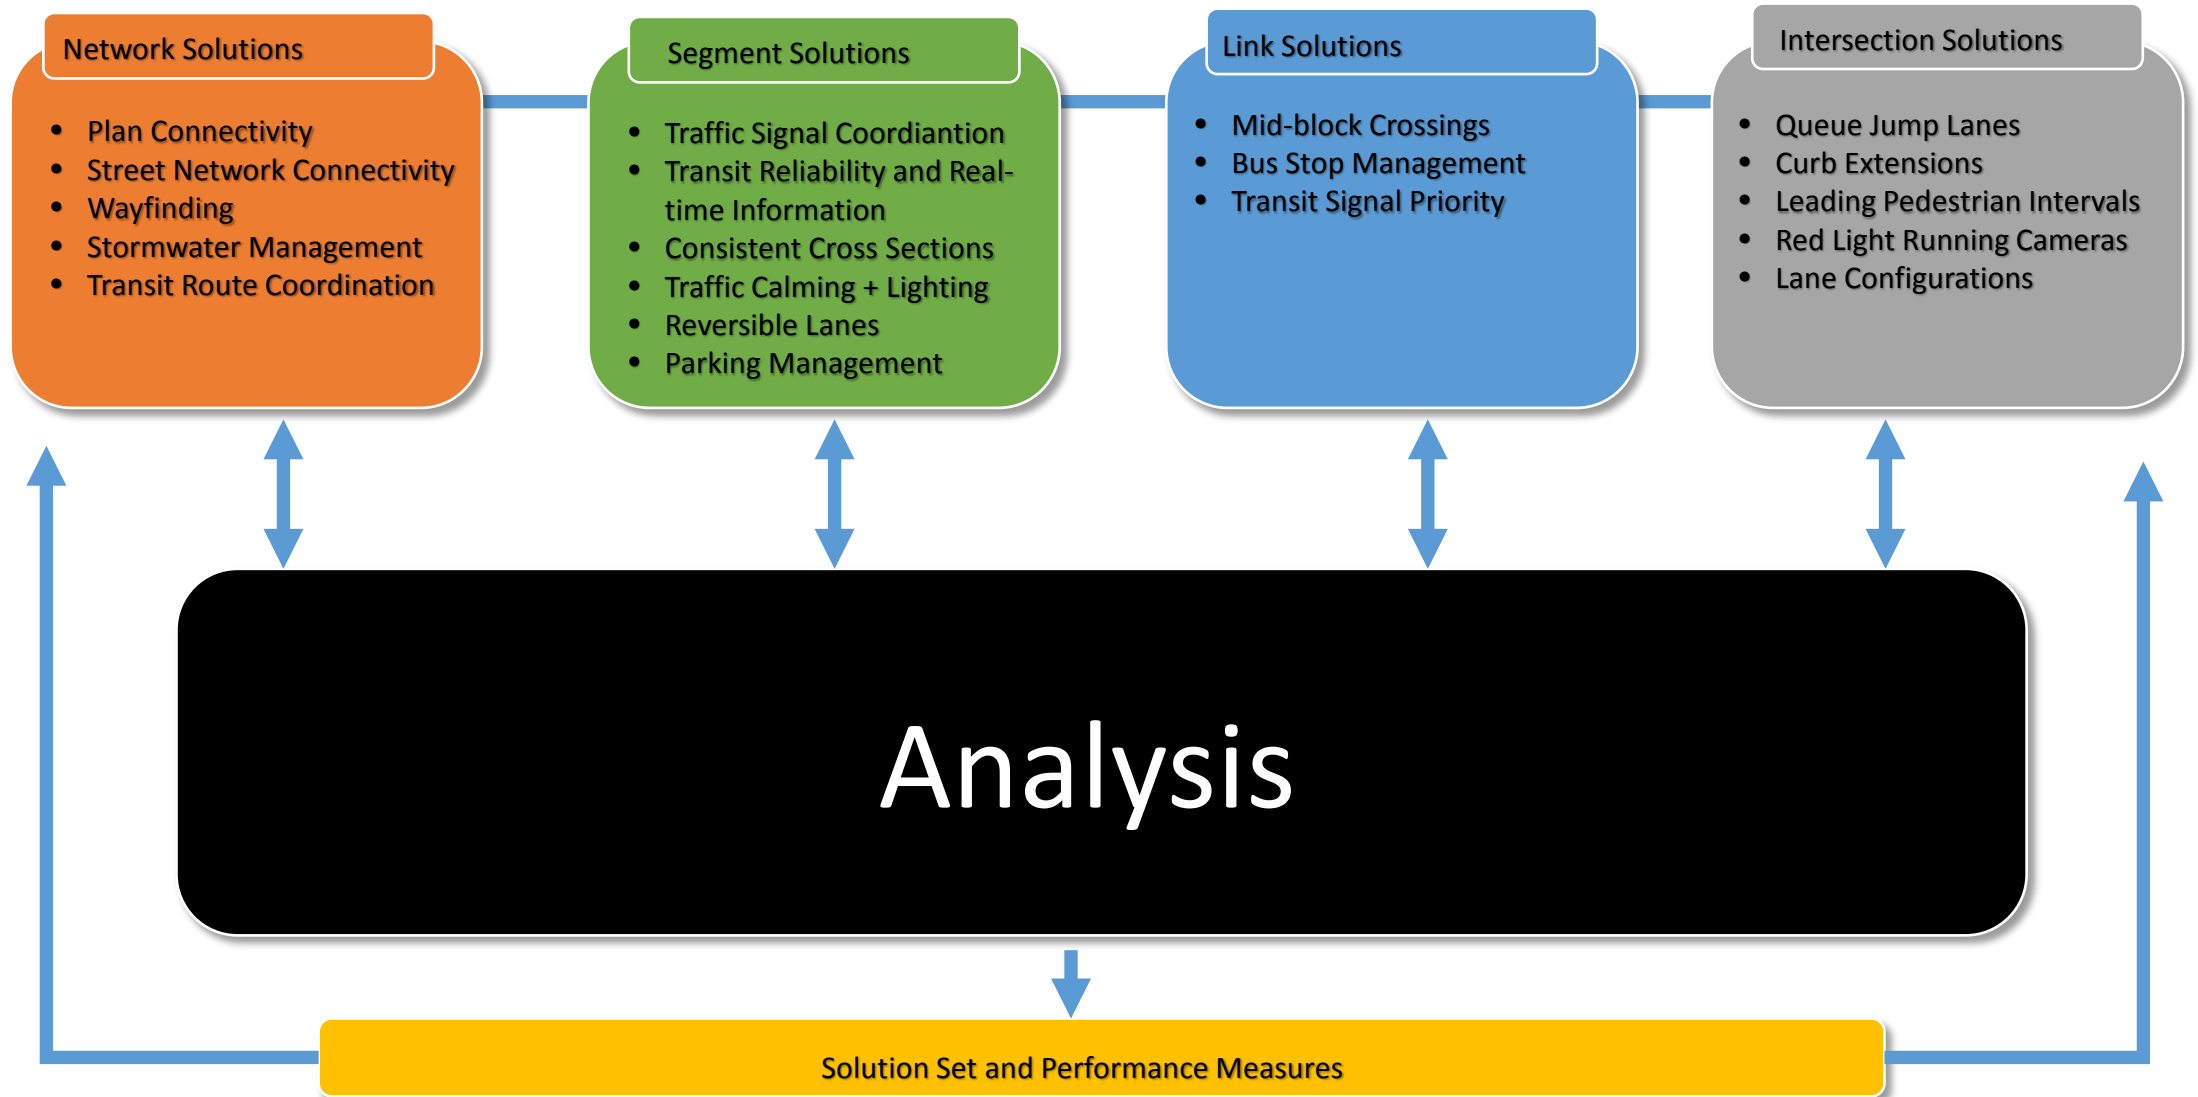 Network Solutions
• Plan Connectivity
• Street Network Connectivity
• Wayfinding
• Stormwater Management
• Transit Route Coordination
Segment Solutions
• Traffic Signal Coordiantion
• Transit Reliability and Real-
time Information
• Consistent Cross Sections
• Traffic Calming + Lighting
• Reversible Lanes
• Parking Management
Link Solutions
• Mid-block Crossings
• Bus Stop Management
• Transit Signal Priority
Intersection Solutions
• Queue Jump Lanes
• Curb Extensions
• Leading Pedestrian Intervals
• Red Light Running Cameras
• Lane Configurations
Analysis
Solution Set and Performance Measures